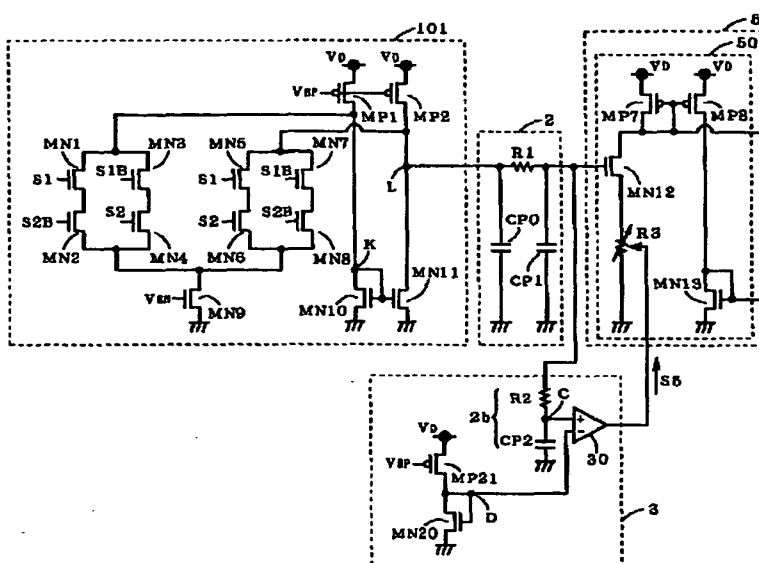 101
5
50
VD VD
VBP
MP1 MP2
VD VD
MP7 MP8
MN1 MN3
S1 S1B
S2B S2
MN2 MN4
MN5 MN7
S1 S1B
S2 S2B
MN6 MN8
2
R1
L
CP0
CP1
MN12
R3
K
MN11
MN10
VBN
MN9
MN13
S5
2b
R2
C
CP2
+
-
30
VD
VBP
MP21
D
MN20
3